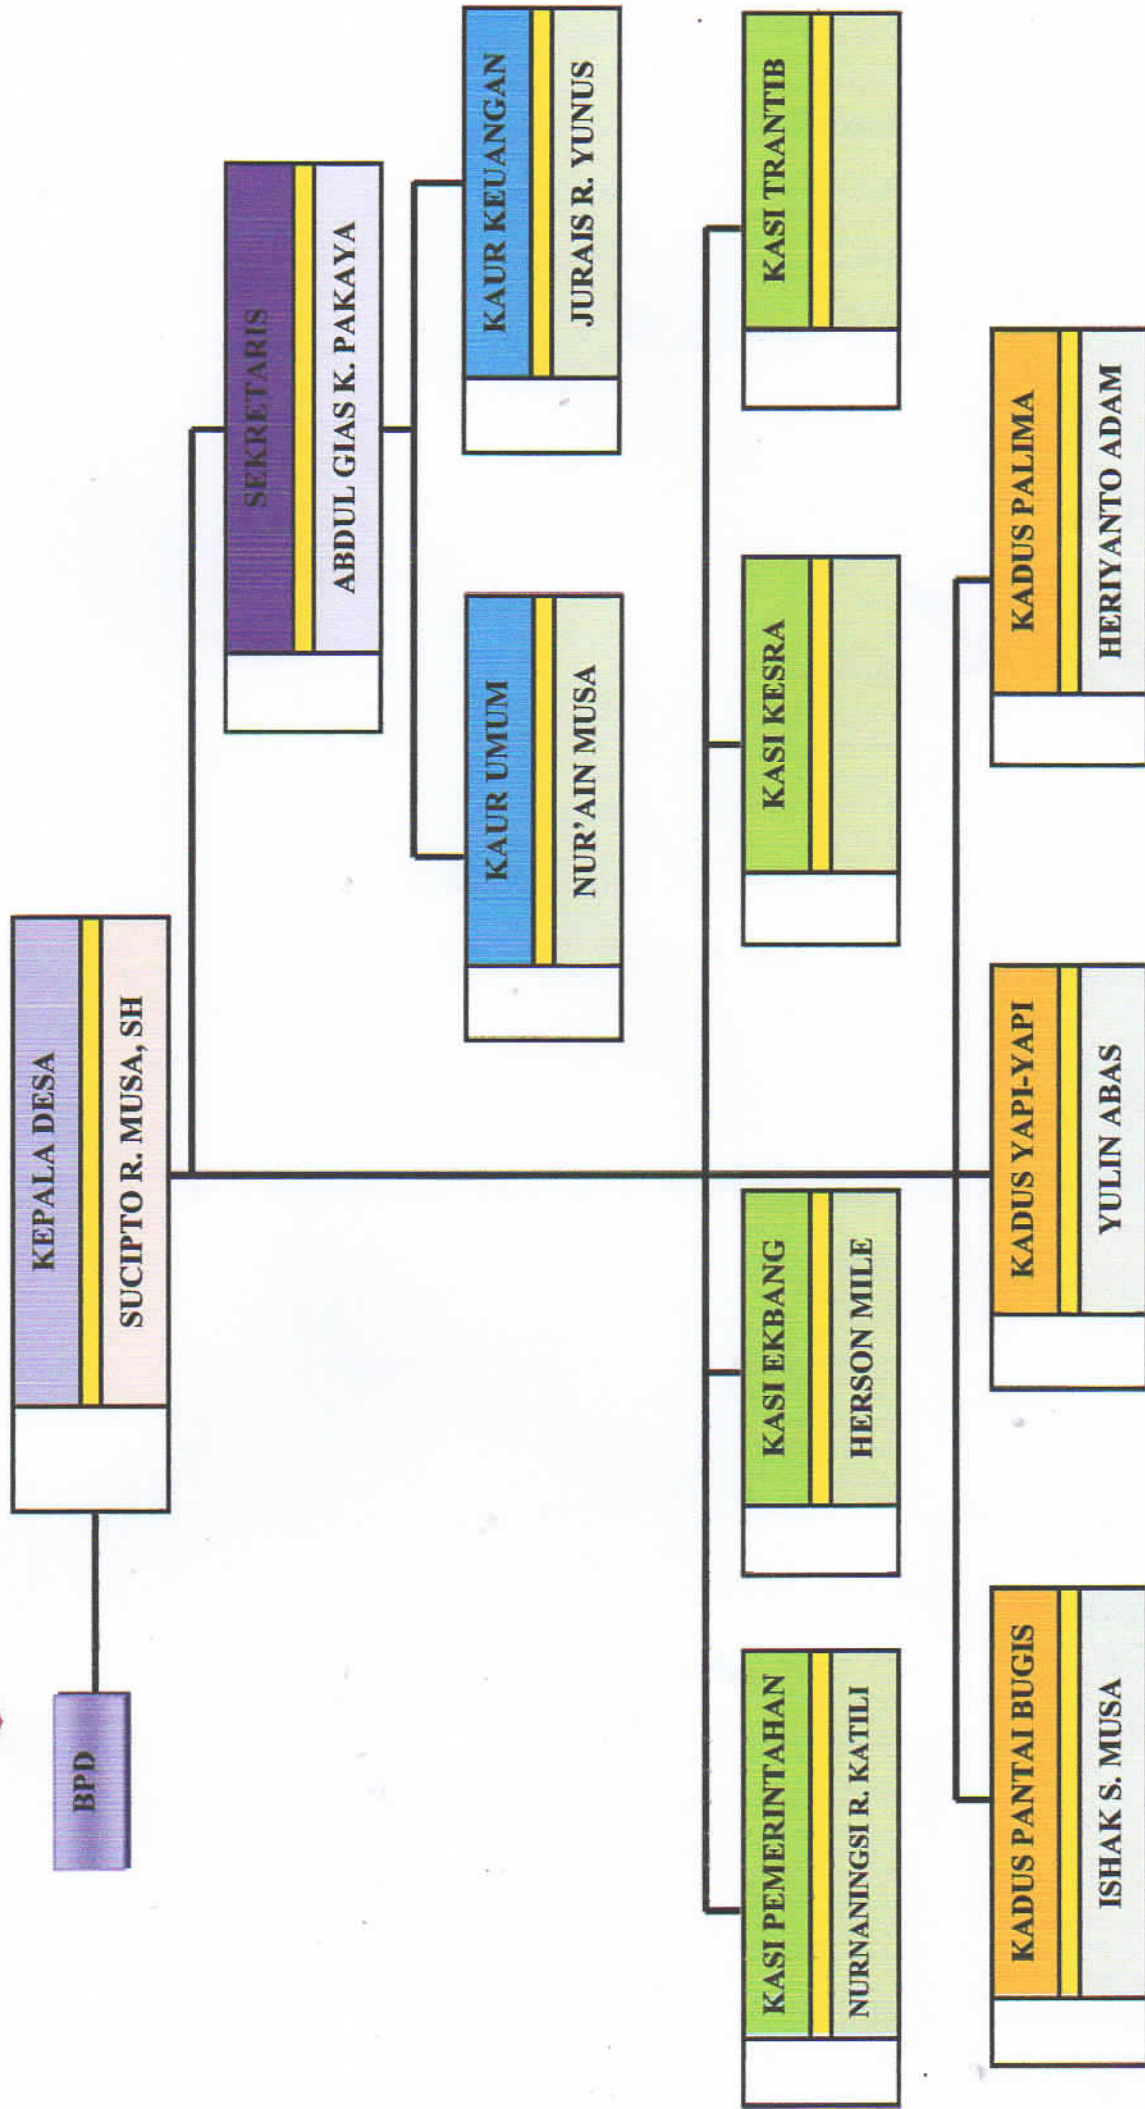 BPD
KEPALA DESA
SUCIPTO R. MUSA, SH
SEKRETARIS
ABDUL GIAS K. PAKAYA
KAUR UMUM
NUR'AIN MUSA
KAUR KEUANGAN
JURAIS R. YUNUS
KASI PEMERINTAHAN
NURNANINGSI R. KATILI
KASI EKBANG
HERSON MILE
KASI KESRA
KASI TRANTIB
KADUS PANTAI BUGIS
ISHAK S. MUSA
KADUS YAPI-YAPI
YULIN ABAS
KADUS PALIMA
HERIYANTO ADAM